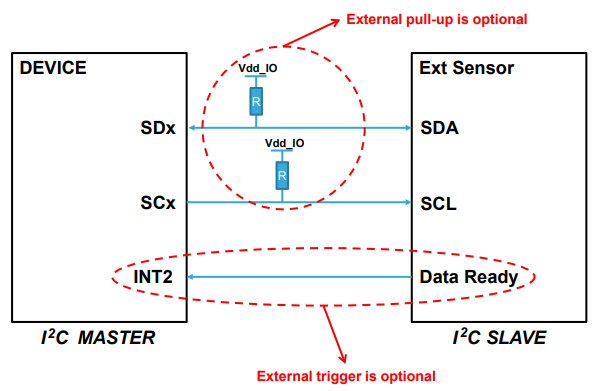 External pull-up is optional
DEVICE
Ext Sensor
Vdd_IO
R
SDx
SDA
Vdd_IO
R
SCx
SCL
INT2
Data Ready
I²C MASTER
I²C SLAVE
External trigger is optional